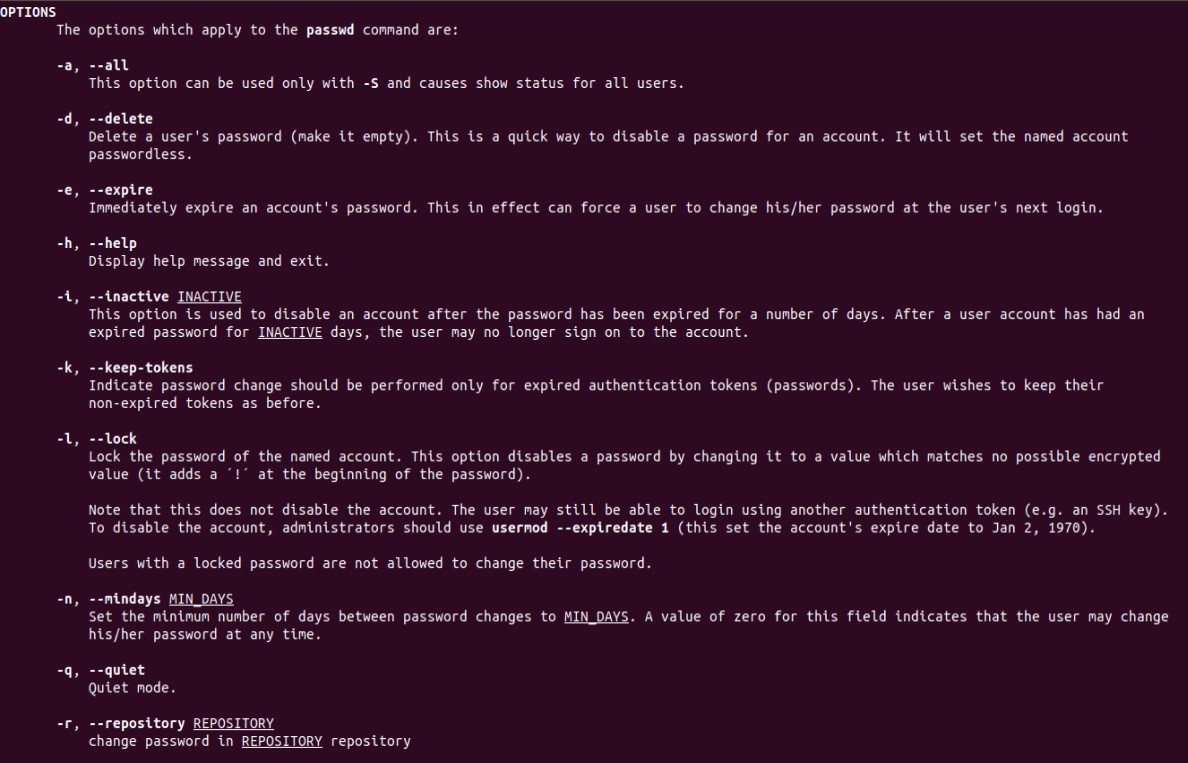 OPTIONS
The options which apply to the passwd command are:
-a, --all
This option can be used only with -S and causes show status for all users.
-d, --delete
Delete a user's password (make it empty). This is a quick way to disable a password for an account. It will set the named account
passwordless.
-e, --expire
Immediately expire an account's password. This in effect can force a user to change his/her password at the user's next login.
-h, --help
Display help message and exit.
-i, --inactive INACTIVE
This option is used to disable an account after the password has been expired for a number of days. After a user account has had an
expired password for INACTIVE days, the user may no longer sign on to the account.
-k, --keep-tokens
Indicate password change should be performed only for expired authentication tokens (passwords). The user wishes to keep their
non-expired tokens as before.
-l, --lock
Lock the password of the named account. This option disables a password by changing it to a value which matches no possible encrypted
value (it adds a ´!´ at the beginning of the password).
Note that this does not disable the account. The user may still be able to login using another authentication token (e.g. an SSH key).
To disable the account, administrators should use usermod --expiredate 1 (this set the account's expire date to Jan 2, 1970).
Users with a locked password are not allowed to change their password.
-n, --mindays MIN_DAYS
Set the minimum number of days between password changes to MIN_DAYS. A value of zero for this field indicates that the user may change
his/her password at any time.
-q, --quiet
Quiet mode.
-r, --repository REPOSITORY
change password in REPOSITORY repository